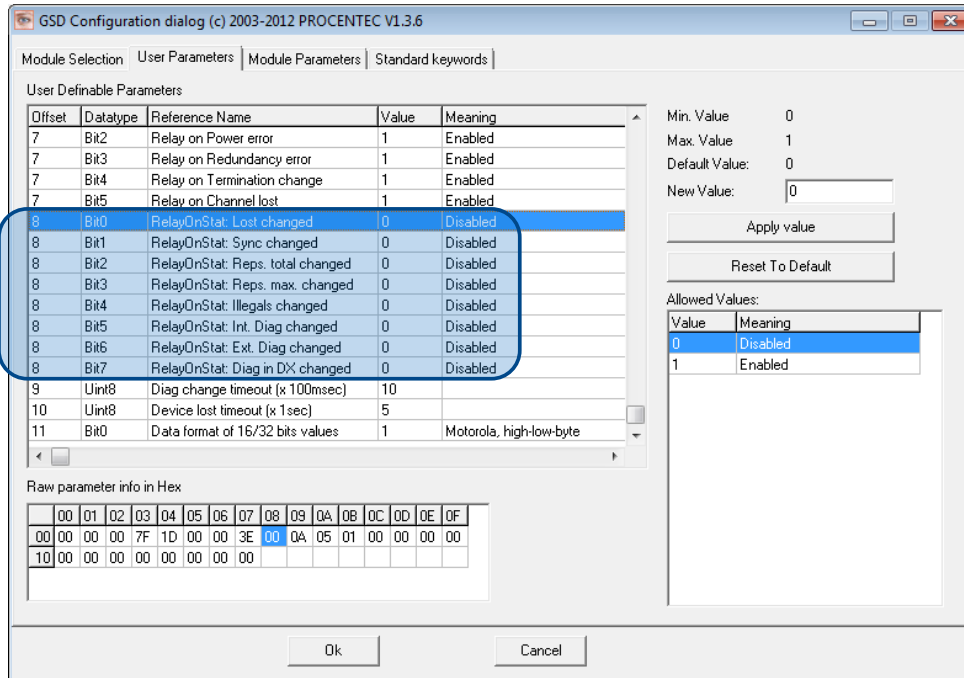 GSD Configuration dialog (c) 2003-2012 PROCENTEC V1.3.6
Module Selection User Parameters Module Parameters Standard keywords
User Definable Parameters
Offset Datatype Reference Name Value Meaning
7 Bit2 Relay on Power error 1 Enabled
7 Bit3 Relay on Redundancy error 1 Enabled
7 Bit4 Relay on Termination change 1 Enabled
7 Bit5 Relay on Channel lost 1 Enabled
8 Bit0 RelayOnStat: Lost changed 0 Disabled
8 Bit1 RelayOnStat: Sync changed 0 Disabled
8 Bit2 RelayOnStat: Reps. total changed 0 Disabled
8 Bit3 RelayOnStat: Reps. max. changed 0 Disabled
8 Bit4 RelayOnStat: Illegals changed 0 Disabled
8 Bit5 RelayOnStat: Int. Diag changed 0 Disabled
8 Bit6 RelayOnStat: Ext. Diag changed 0 Disabled
8 Bit7 RelayOnStat: Diag in DX changed 0 Disabled
9 Uint8 Diag change timeout (x 100msec) 10
10 Uint8 Device lost timeout (x 1sec) 5
11 Bit0 Data format of 16/32 bits values 1 Motorola, high-low-byte
Min. Value 0
Max. Value 1
Default Value: 0
New Value: 0
Apply value
Reset To Default
Allowed Values:
Value Meaning
0 Disabled
1 Enabled
Raw parameter info in Hex
00 01 02 03 04 05 06 07 08 09 0A 0B 0C 0D 0E 0F
00 00 00 00 7F 1D 00 00 3E 00 0A 05 01 00 00 00 00
10 00 00 00 00 00 00 00 00
Ok Cancel